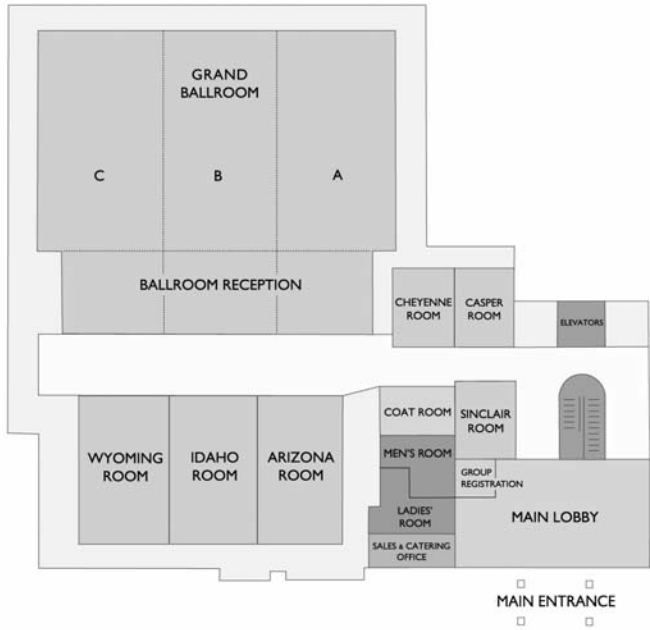 GRAND
BALLROOM
C
B
A
BALLROOM RECEPTION
CHEYENNE
ROOM
CASPER
ROOM
ELEVATORS
COAT ROOM
SINCLAIR
ROOM
WYOMING
ROOM
IDAHO
ROOM
ARIZONA
ROOM
MEN'S ROOM
GROUP
REGISTRATION
LADIES'
ROOM
MAIN LOBBY
SALES & CATERING
OFFICE
MAIN ENTRANCE